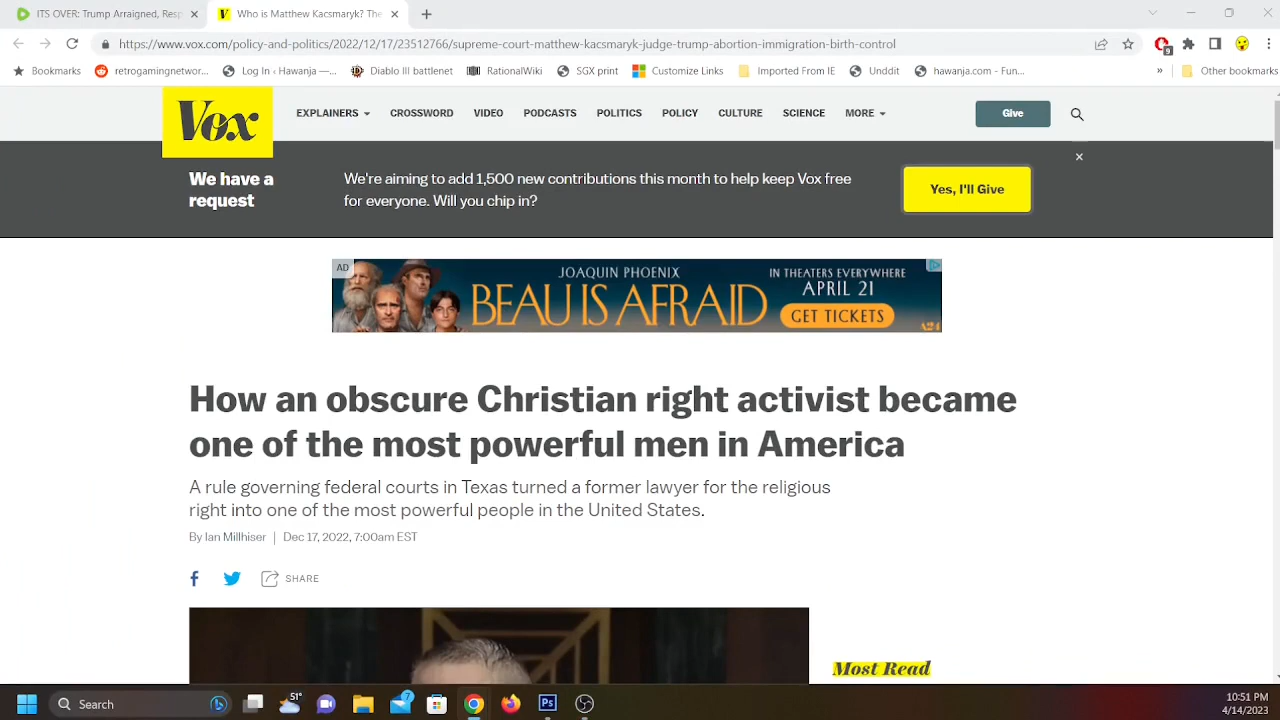 ITS OVER: Trump Arraigned, Resp
Who is Matthew Kacsmaryk? The
https://www.vox.com/policy-and-politics/2022/12/17/23512766/supreme-court-matthew-kacsmaryk-judge-trump-abortion-immigration-birth-control
9
Bookmarks
retrogamingnetwor...
Log In ‹ Hawanja —...
Diablo III battlenet
RationalWiki
SGX print
Customize Links
Imported From IE
Unddit
hawanja.com - Fun...
»
Other bookmarks
Vox
EXPLAINERS
CROSSWORD
VIDEO
PODCASTS
POLITICS
POLICY
CULTURE
SCIENCE
MORE
Give
We have a
request
We're aiming to add 1,500 new contributions this month to help keep Vox free
for everyone. Will you chip in?
Yes, I'll Give
AD
JOAQUIN PHOENIX
BEAU IS AFRAID
IN THEATERS EVERYWHERE
APRIL 21
GET TICKETS
A24
How an obscure Christian right activist became
one of the most powerful men in America
A rule governing federal courts in Texas turned a former lawyer for the religious
right into one of the most powerful people in the United States.
By Ian Millhiser | Dec 17, 2022, 7:00am EST
SHARE
Most Read
Search
51°
7
Ps
10:51 PM
4/14/2023